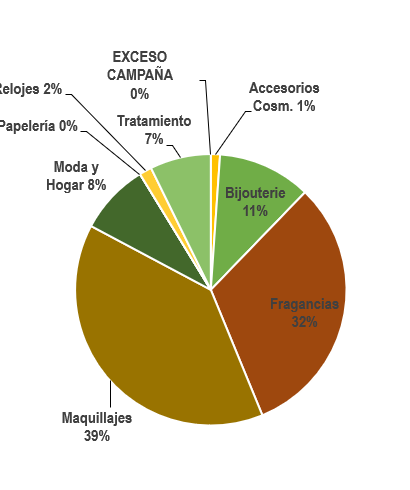 EXCESO
CAMPAÑA
0%
Accesorios
Cosm. 1%
Relojes 2%
Papelería 0%
Tratamiento
7%
Moda y
Hogar 8%
Bijouterie
11%
Fragancias
32%
Maquillajes
39%